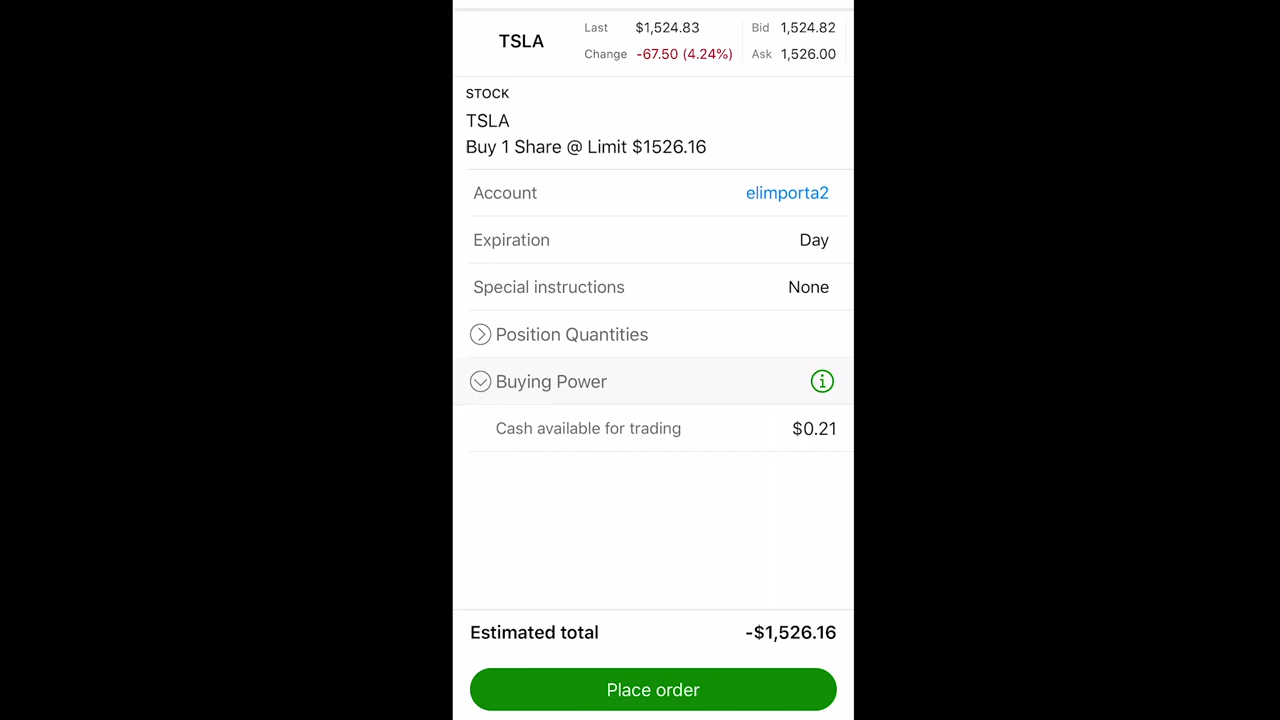 TSLA
Last $1,524.83 Bid 1,524.82
Change -67.50 (4.24%) Ask 1,526.00
STOCK
TSLA
Buy 1 Share @ Limit $1526.16
Account elimporta2
Expiration Day
Special instructions None
Position Quantities
Buying Power
Cash available for trading $0.21
Estimated total -$1,526.16
Place order